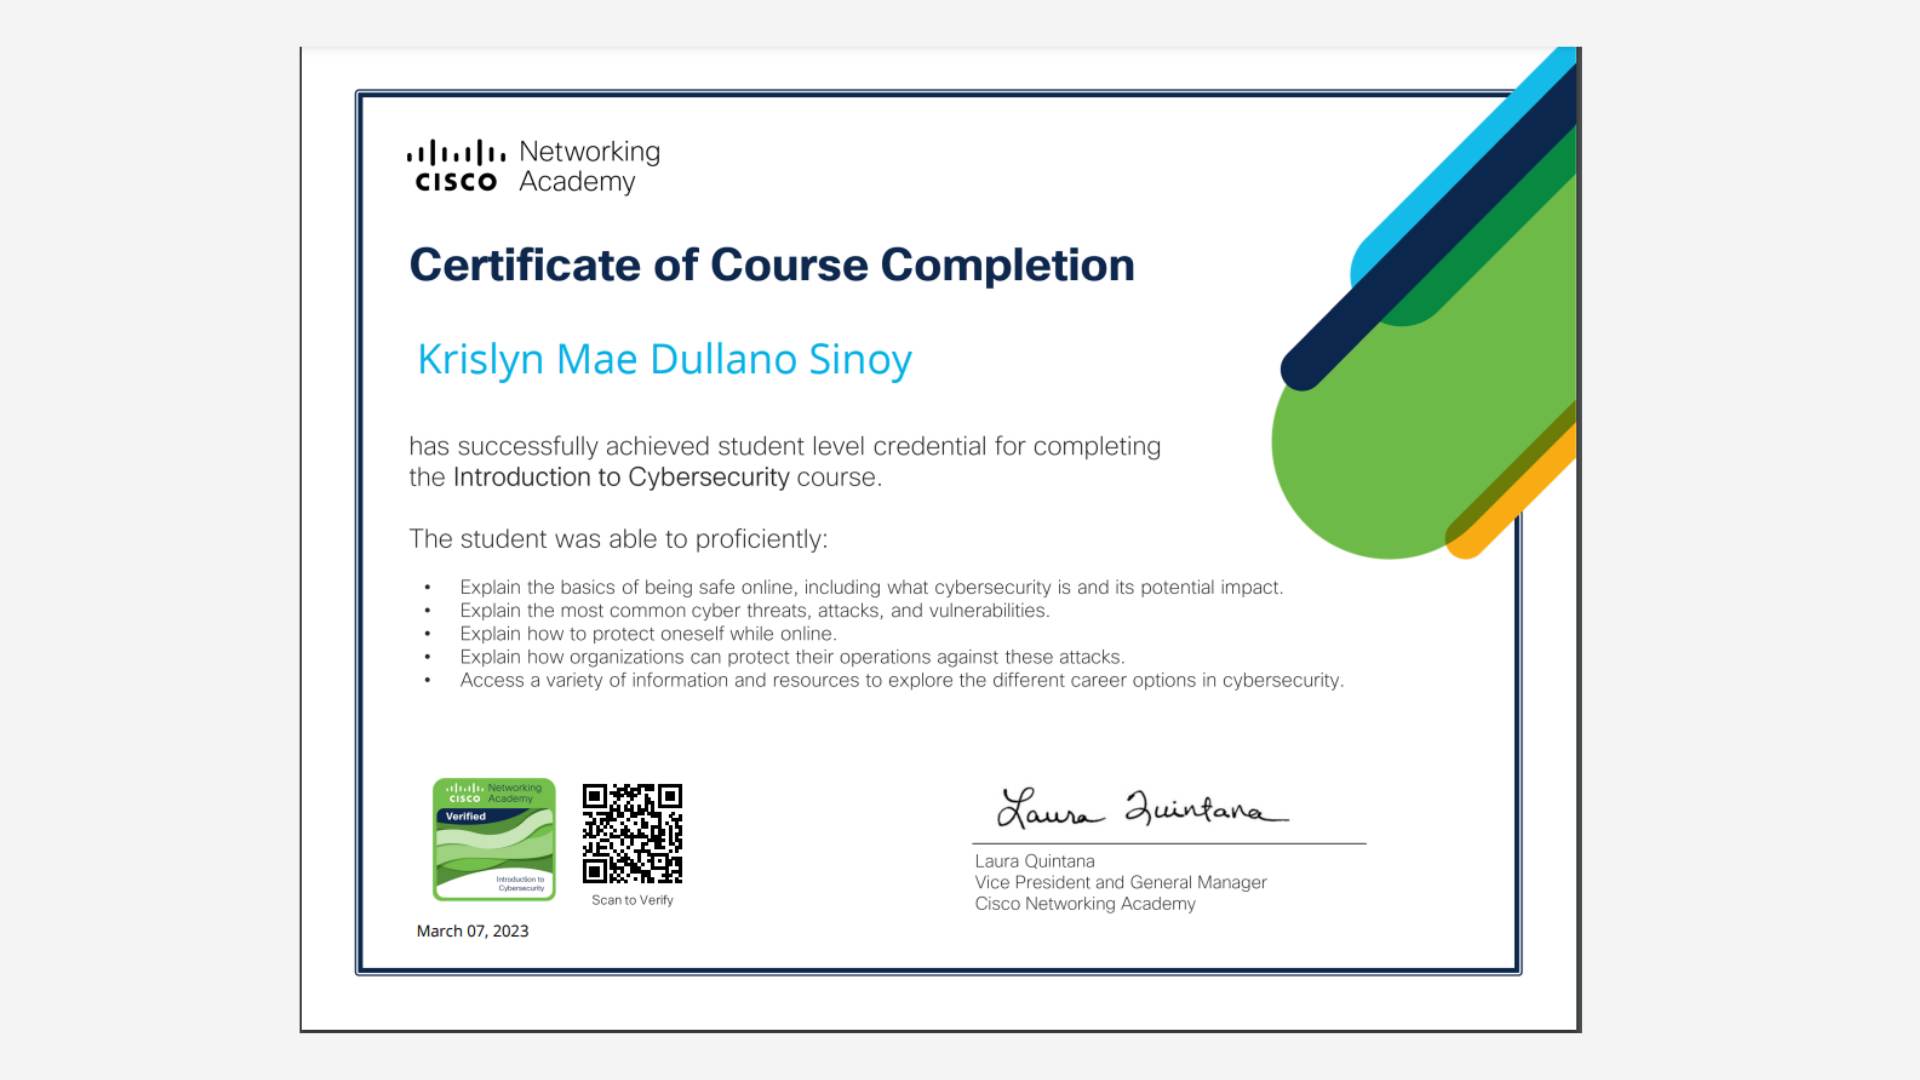 Networking
CISCO Academy
Certificate of Course Completion
Krislyn Mae Dullano Sinoy
has successfully achieved student level credential for completing
the Introduction to Cybersecurity course.
The student was able to proficiently:
• Explain the basics of being safe online, including what cybersecurity is and its potential impact.
• Explain the most common cyber threats, attacks, and vulnerabilities.
• Explain how to protect oneself while online.
• Explain how organizations can protect their operations against these attacks.
• Access a variety of information and resources to explore the different career options in cybersecurity.
Networking
CISCO Academy
Verified
Introduction to
Cybersecurity
Scan to Verify
March 07, 2023
Laura Quintana
Laura Quintana
Vice President and General Manager
Cisco Networking Academy